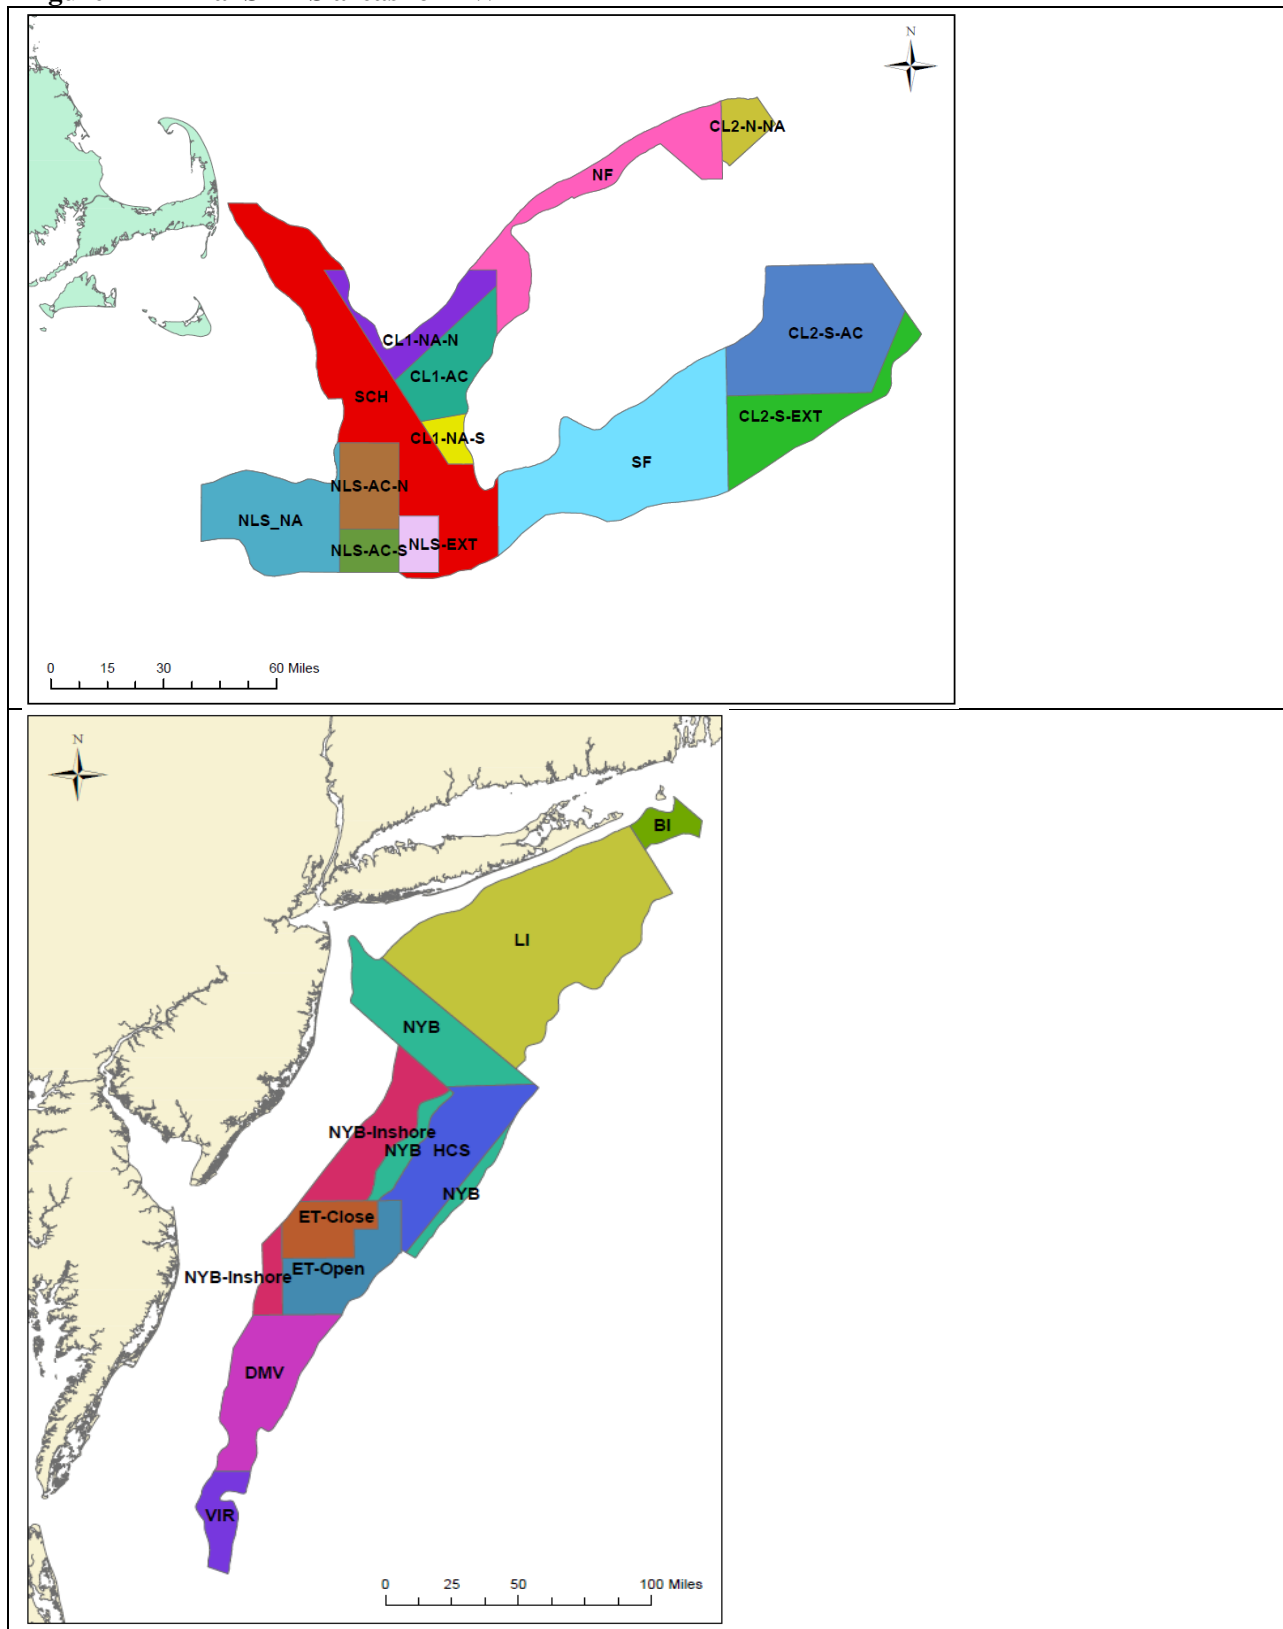 N
CL2-N-NA
NF
CL2-S-AC
CL1-NA-N
CL1-AC
SCH
CL2-S-EXT
CL1-NA-S
SF
NLS-AC-N
NLS_NA
NLS-EXT
NLS-AC-S
0 15 30 60 Miles
N
BI
LI
NYB
NYB-Inshore
NYB HCS
NYB
ET-Close
ET-Open
NYB-Inshore
DMV
VIR
0 25 50 100 Miles